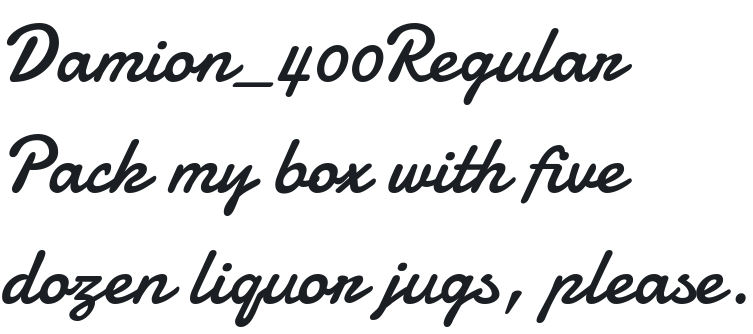 Damion_400Regular
Pack my box with five
dozen liquor jugs, please.